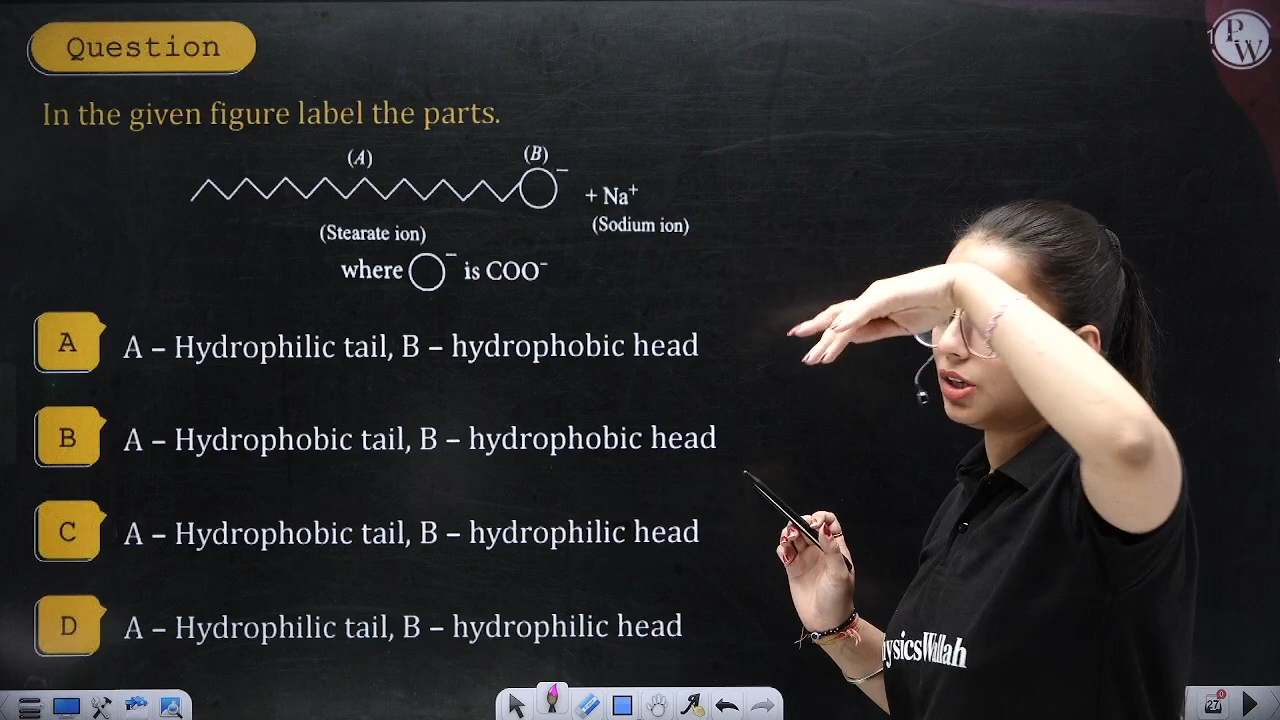 Question
PW
In the given figure label the parts.
(A) (B)
−
+ Na⁺
(Stearate ion) (Sodium ion)
where ◯⁻ is COO⁻
A A – Hydrophilic tail, B – hydrophobic head
B A – Hydrophobic tail, B – hydrophobic head
C A – Hydrophobic tail, B – hydrophilic head
D A – Hydrophilic tail, B – hydrophilic head
ysicsWallah
27
0